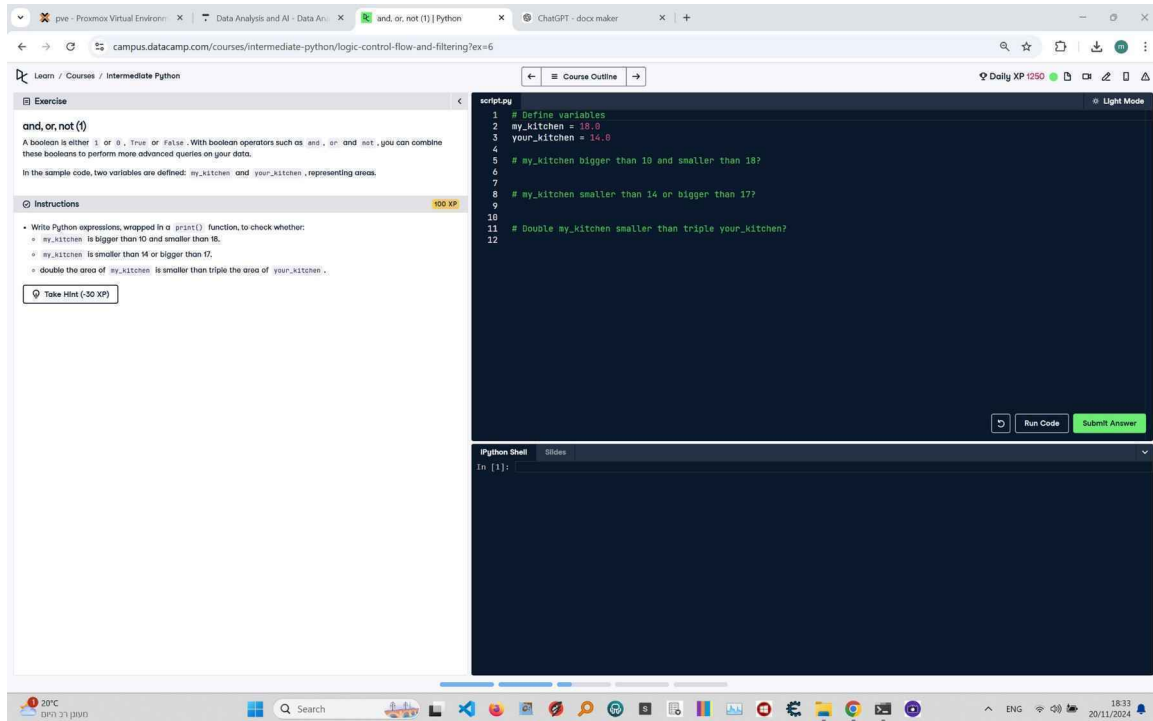 pve - Proxmox Virtual Environm
Data Analysis and AI - Data An
and, or, not (1) | Python
ChatGPT - docx maker
campus.datacamp.com/courses/intermediate-python/logic-control-flow-and-filtering?ex=6
Learn / Courses / Intermediate Python
Course Outline
Daily XP 1250
Exercise
and, or, not (1)
A boolean is either 1 or 0, True or False. With boolean operators such as and, or and not, you can combine
these booleans to perform more advanced queries on your data.
In the sample code, two variables are defined: my_kitchen and your_kitchen, representing areas.
Instructions
100 XP
Write Python expressions, wrapped in a print() function, to check whether:
my_kitchen is bigger than 10 and smaller than 18.
my_kitchen is smaller than 14 or bigger than 17.
double the area of my_kitchen is smaller than triple the area of your_kitchen.
Take Hint (-30 XP)
script.py
Light Mode
1 # Define variables
2 my_kitchen = 18.0
3 your_kitchen = 14.0
4
5 # my_kitchen bigger than 10 and smaller than 18?
6
7
8 # my_kitchen smaller than 14 or bigger than 17?
9
10
11 # Double my_kitchen smaller than triple your_kitchen?
12
Run Code
Submit Answer
IPython Shell
Slides
In [1]:
20°C
מעונן רב היום
Search
ENG
18:33
20/11/2024